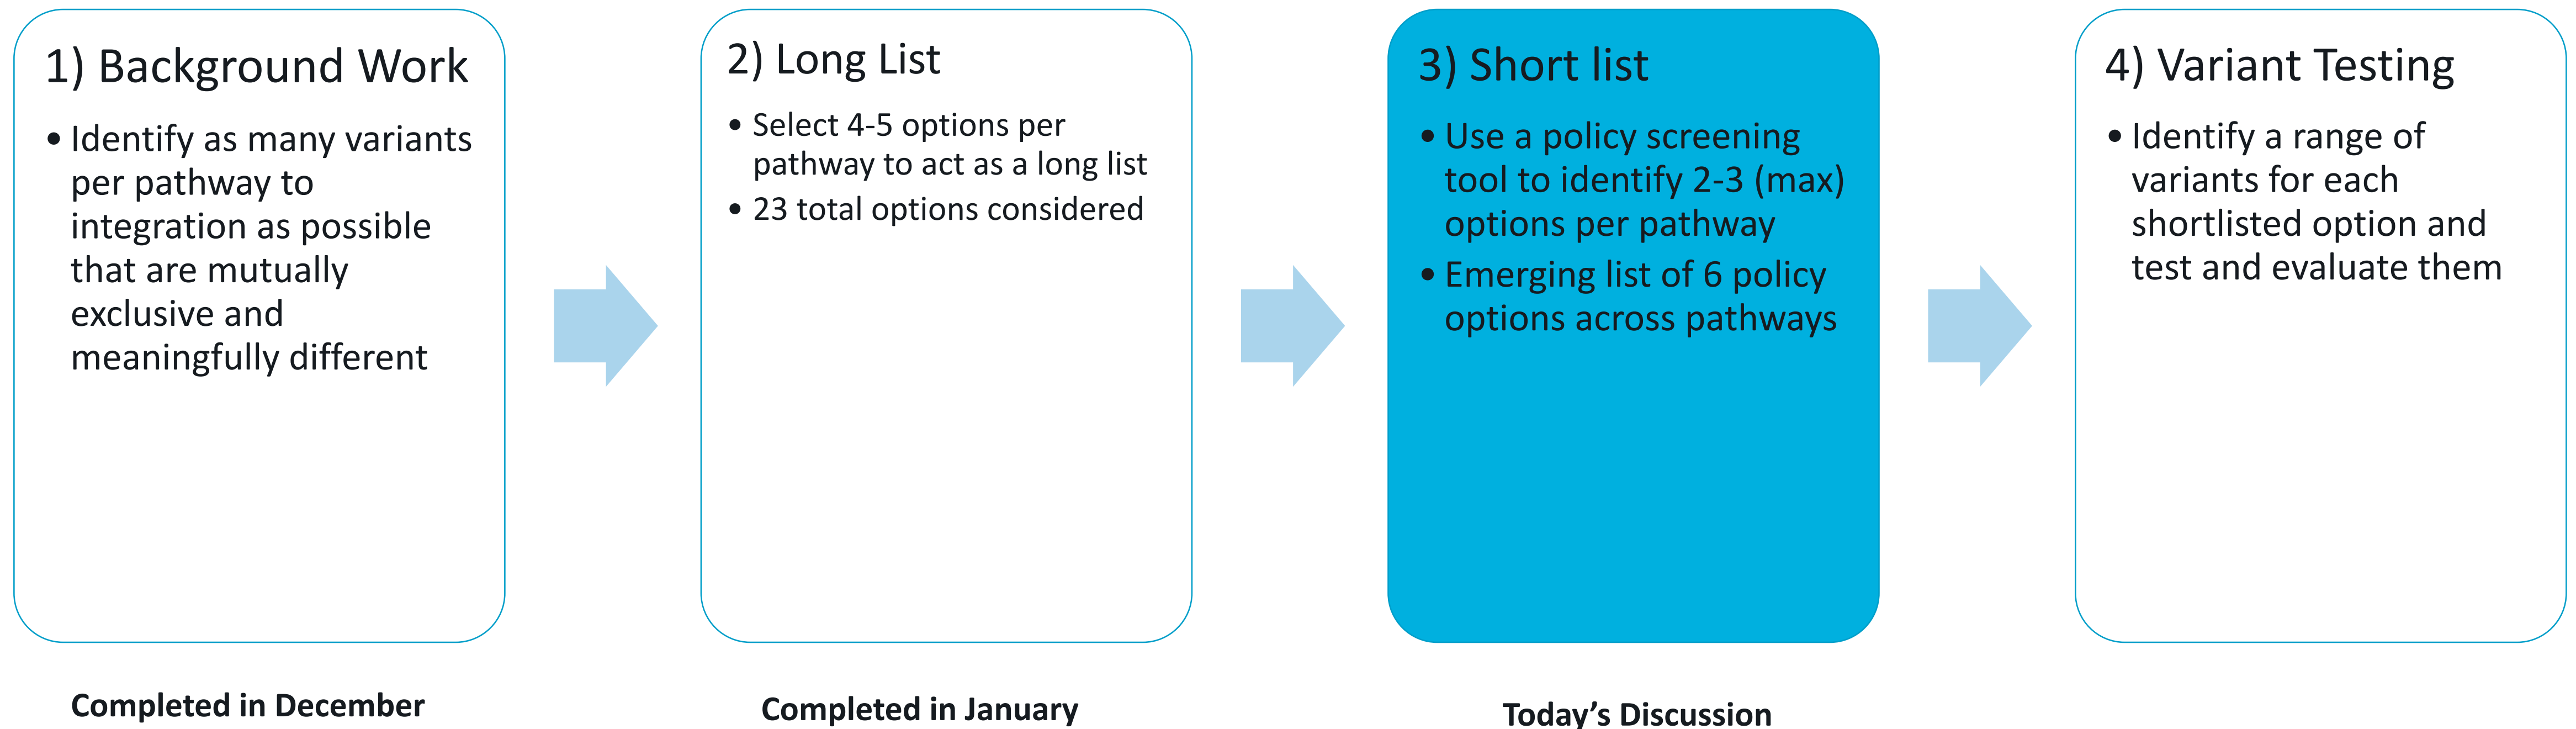 1) Background Work
• Identify as many variants
per pathway to
integration as possible
that are mutually
exclusive and
meaningfully different
Completed in December
2) Long List
• Select 4-5 options per
pathway to act as a long list
• 23 total options considered
Completed in January
3) Short list
• Use a policy screening
tool to identify 2-3 (max)
options per pathway
• Emerging list of 6 policy
options across pathways
Today’s Discussion
4) Variant Testing
• Identify a range of
variants for each
shortlisted option and
test and evaluate them